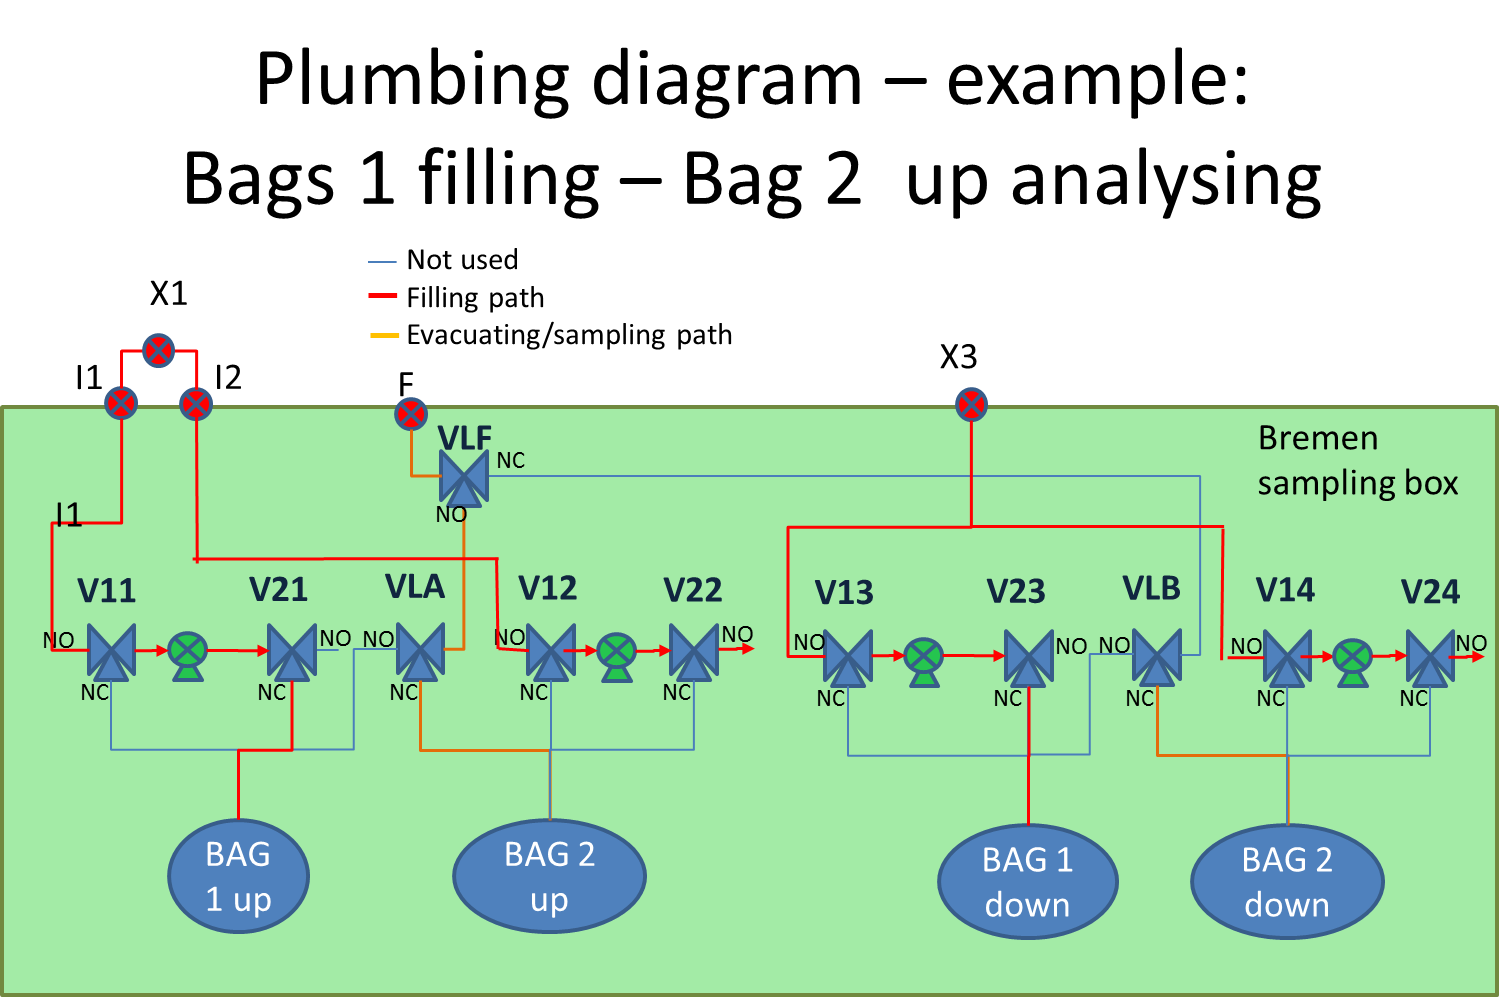 Plumbing diagram – example:
Bags 1 filling – Bag 2  up analysing
Not used
Filling path
Evacuating/sampling path
X1
I1
I2
F
X3
VLF
NC
NO
Bremen
sampling box
I1
V11
V21
VLA
V12
V22
V13
V23
VLB
V14
V24
NO
NO
NO
NO
NO
NO
NO
NO
NO
NO
NC
NC
NC
NC
NC
NC
NC
NC
NC
NC
BAG
1 up
BAG 2
up
BAG 1
down
BAG 2
down